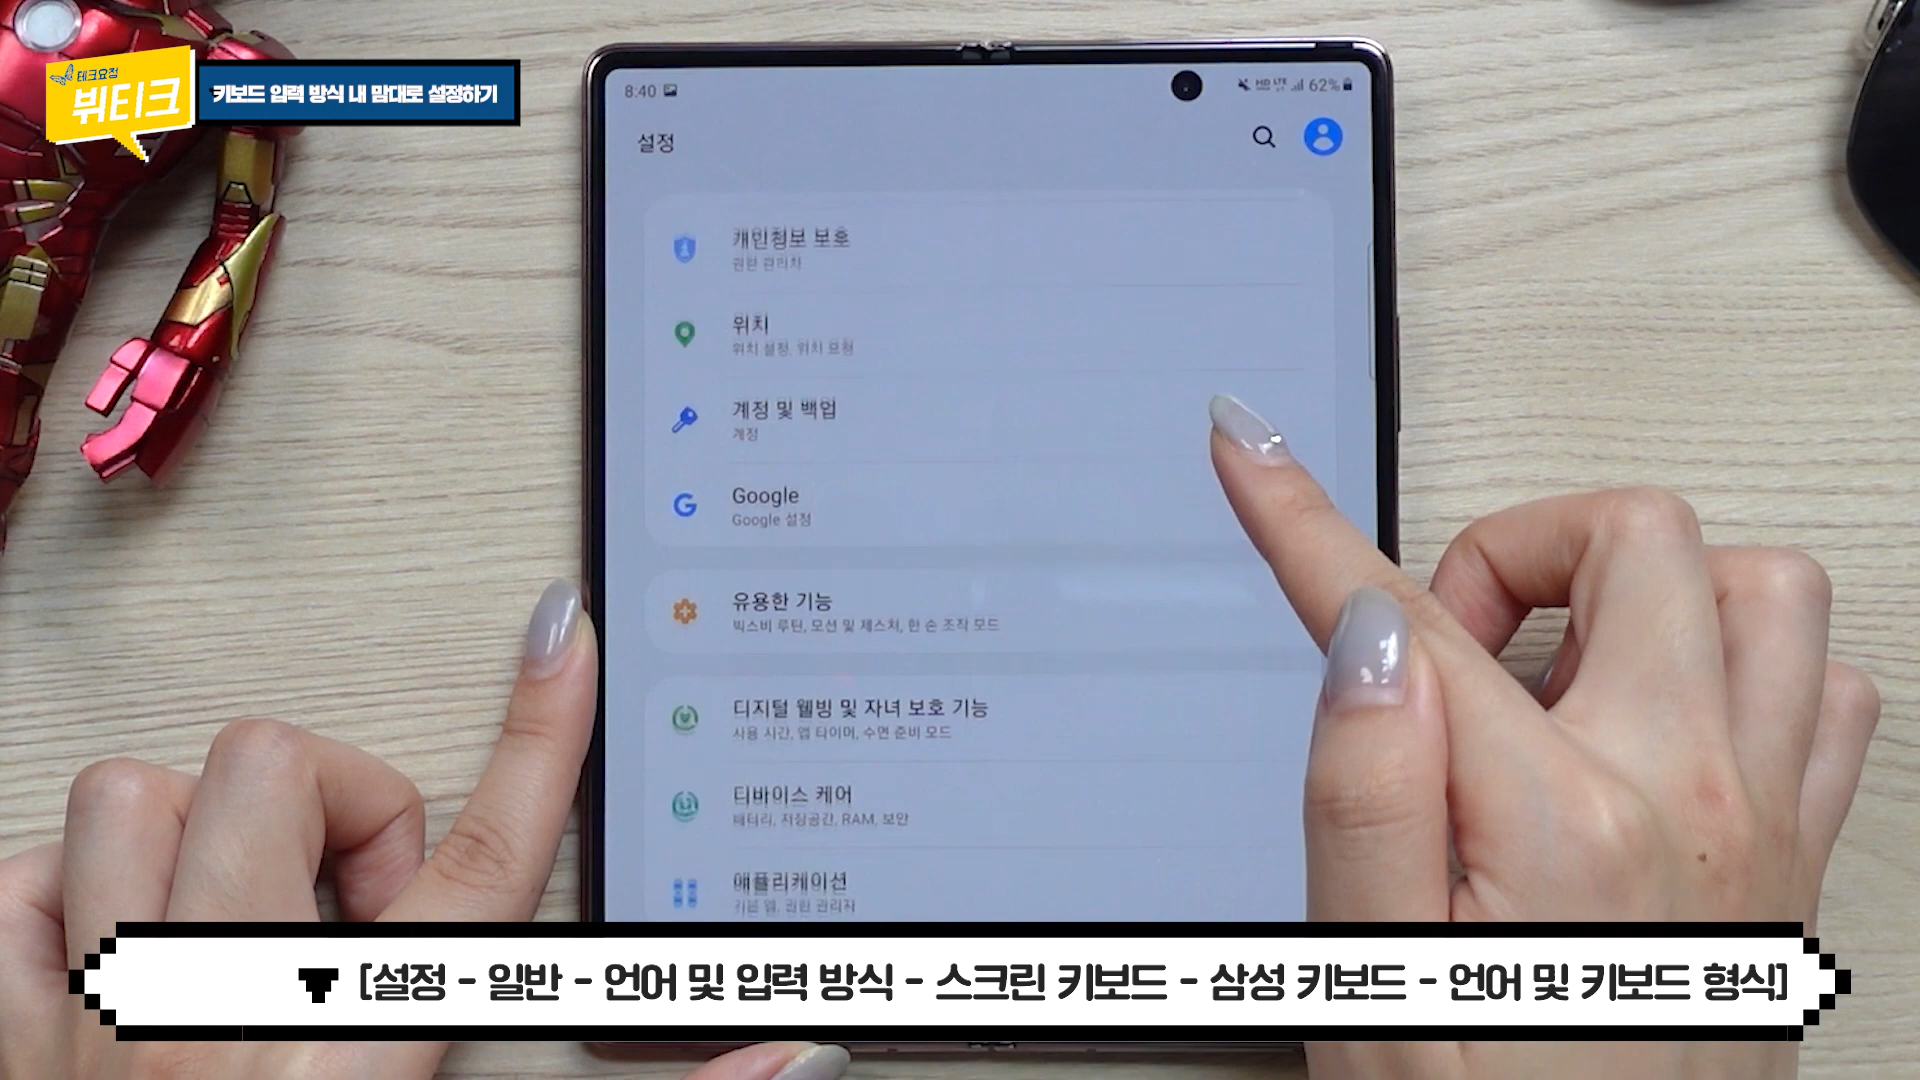 테크요정
뷰티크
키보드 입력 방식 내 맘대로 설정하기
8:40
HD LTE 62%
설정
개인정보 보호
권한 관리자
위치
위치 설정, 위치 요청
계정 및 백업
계정
Google
Google 설정
유용한 기능
빅스비 루틴, 모션 및 제스처, 한 손 조작 모드
디지털 웰빙 및 자녀 보호 기능
사용 시간, 앱 타이머, 수면 준비 모드
디바이스 케어
배터리, 저장공간, RAM, 보안
애플리케이션
기본 앱, 권한 관리자
[설정 - 일반 - 언어 및 입력 방식 - 스크린 키보드 - 삼성 키보드 - 언어 및 키보드 형식]